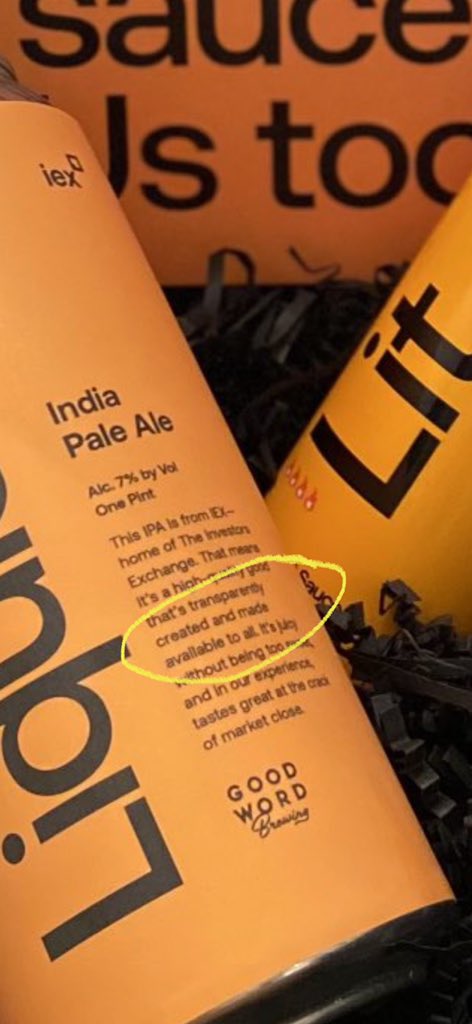 sauce
Us too
iex
India
Pale Ale
Alc. 7% by Vol
One Pint
This IPA is from IEX—
home of The Investors
Exchange. That means
it's a high-quality good
that's transparently
created and made
available to all. It's juicy
without being too
and in our experience,
tastes great at the crack
of market close.
GOOD
WORD
Brewing
Liq
Lit
sauc